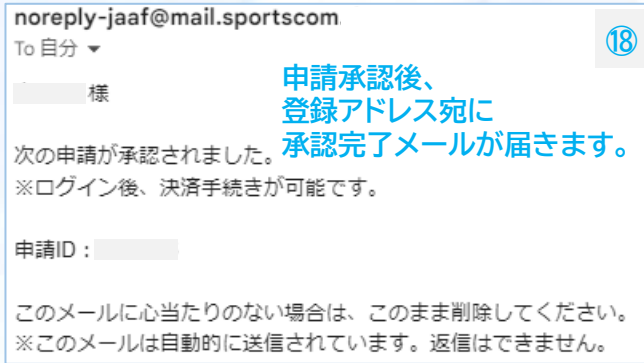 noreply-jaaf@mail.sportscom.
⑱
To 自分
様
申請承認後、
登録アドレス宛に
承認完了メールが届きます。
次の申請が承認されました。
※ログイン後、決済手続きが可能です。
申請ID：
このメールに心当たりのない場合は、このまま削除してください。
※このメールは自動的に送信されています。返信はできません。